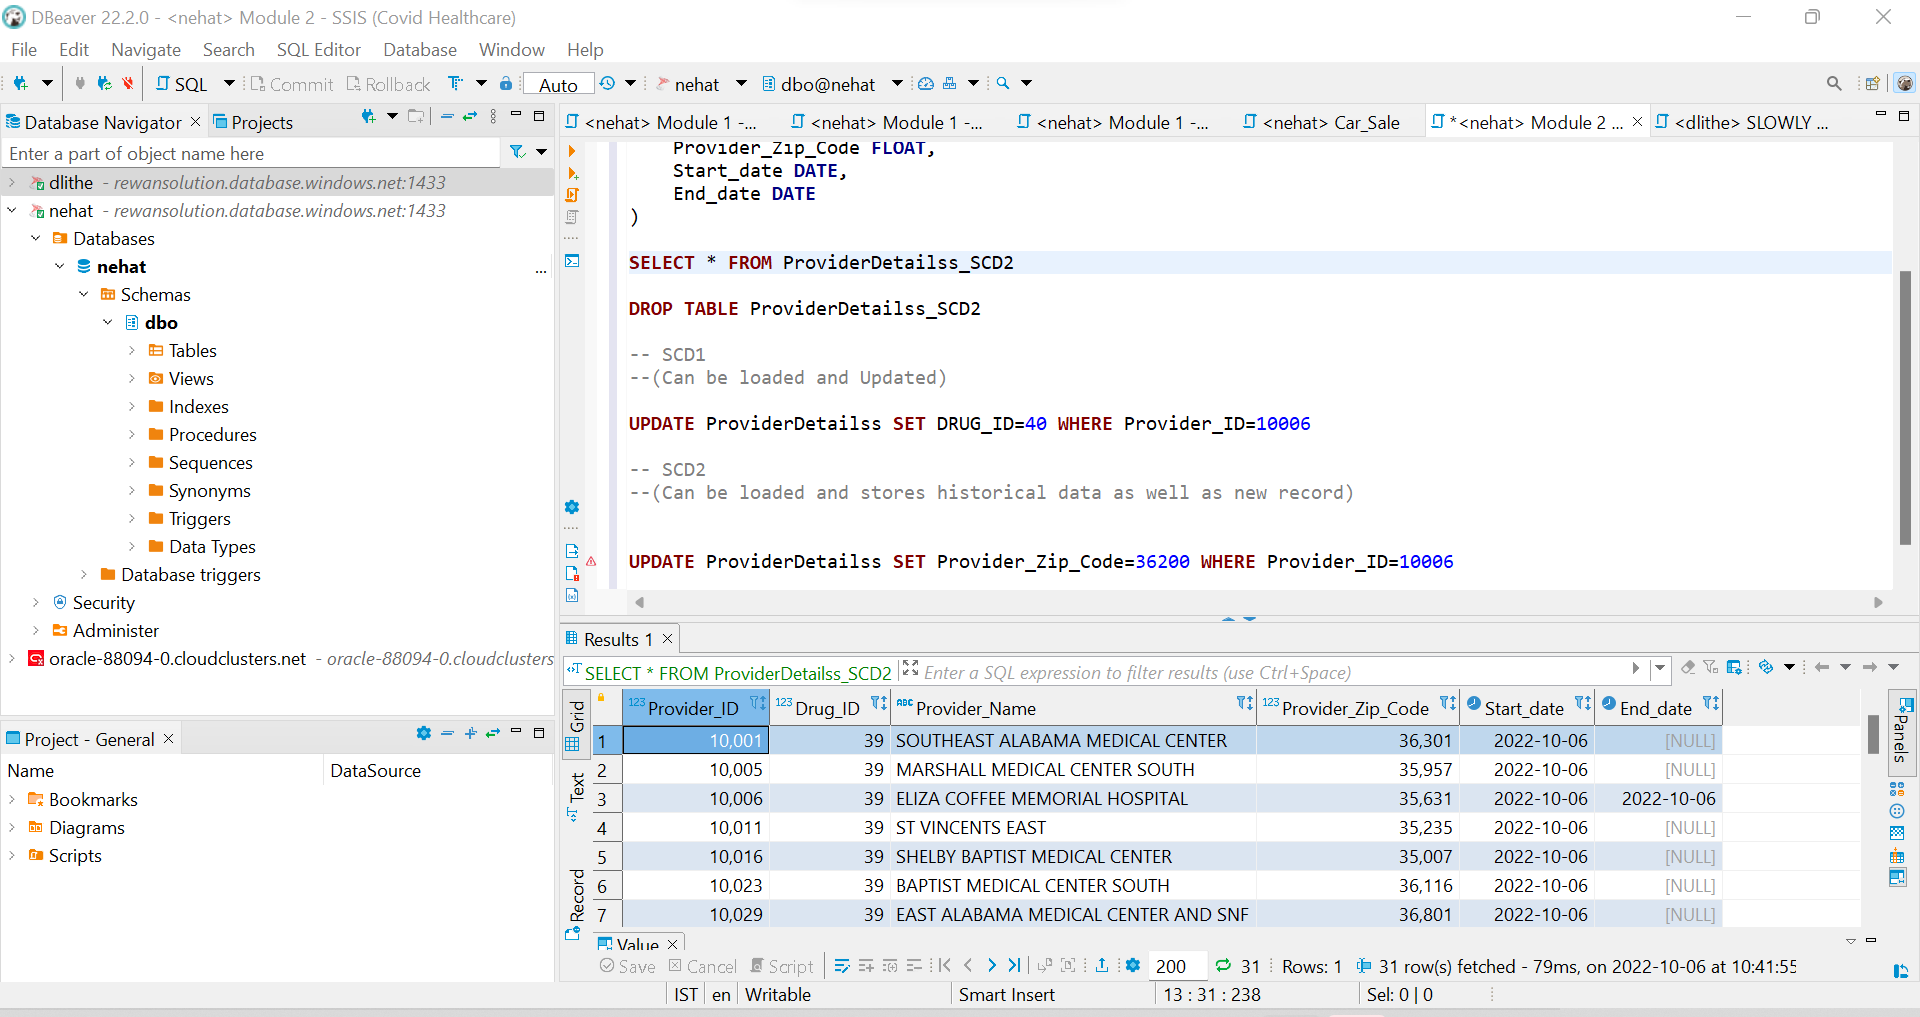 DBeaver 22.2.0 - <nehat> Module 2 - SSIS (Covid Healthcare)
File Edit Navigate Search SQL Editor Database Window Help
SQL Commit Rollback Auto nehat dbo@nehat
Database Navigator Projects
Enter a part of object name here
dlithe - rewansolution.database.windows.net:1433
nehat - rewansolution.database.windows.net:1433
Databases
nehat ...
Schemas
dbo
Tables
Views
Indexes
Procedures
Sequences
Synonyms
Triggers
Data Types
Database triggers
Security
Administer
oracle-88094-0.cloudclusters.net - oracle-88094-0.cloudclusters
Project - General
Name DataSource
Bookmarks
Diagrams
Scripts
<nehat> Module 1 -... <nehat> Module 1 -... <nehat> Module 1 -... <nehat> Car_Sale *<nehat> Module 2 ... <dlithe> SLOWLY ...
Provider_Zip_Code FLOAT,
Start_date DATE,
End_date DATE
)
SELECT * FROM ProviderDetailss_SCD2
DROP TABLE ProviderDetailss_SCD2
-- SCD1
--(Can be loaded and Updated)
UPDATE ProviderDetailss SET DRUG_ID=40 WHERE Provider_ID=10006
-- SCD2
--(Can be loaded and stores historical data as well as new record)
UPDATE ProviderDetailss SET Provider_Zip_Code=36200 WHERE Provider_ID=10006
Results 1
SELECT * FROM ProviderDetailss_SCD2 Enter a SQL expression to filter results (use Ctrl+Space)
Grid
Text
Record
Panels
123 Provider_ID 123 Drug_ID ABC Provider_Name 123 Provider_Zip_Code Start_date End_date
1 10,001 39 SOUTHEAST ALABAMA MEDICAL CENTER 36,301 2022-10-06 [NULL]
2 10,005 39 MARSHALL MEDICAL CENTER SOUTH 35,957 2022-10-06 [NULL]
3 10,006 39 ELIZA COFFEE MEMORIAL HOSPITAL 35,631 2022-10-06 2022-10-06
4 10,011 39 ST VINCENTS EAST 35,235 2022-10-06 [NULL]
5 10,016 39 SHELBY BAPTIST MEDICAL CENTER 35,007 2022-10-06 [NULL]
6 10,023 39 BAPTIST MEDICAL CENTER SOUTH 36,116 2022-10-06 [NULL]
7 10,029 39 EAST ALABAMA MEDICAL CENTER AND SNF 36,801 2022-10-06 [NULL]
Value
Save Cancel Script 200 31 Rows: 1 31 row(s) fetched - 79ms, on 2022-10-06 at 10:41:55
IST en Writable Smart Insert 13 : 31 : 238 Sel: 0 | 0